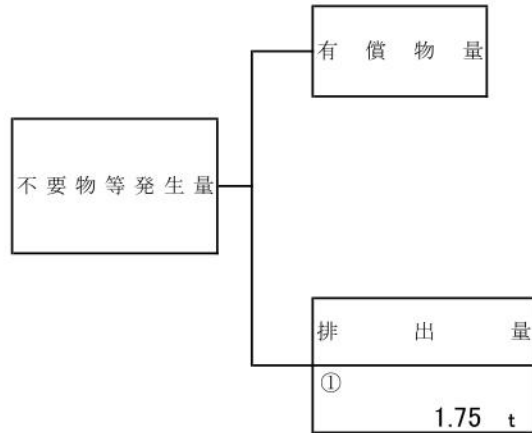 有償物量
不要物等発生量
排出量
①
1.75 t